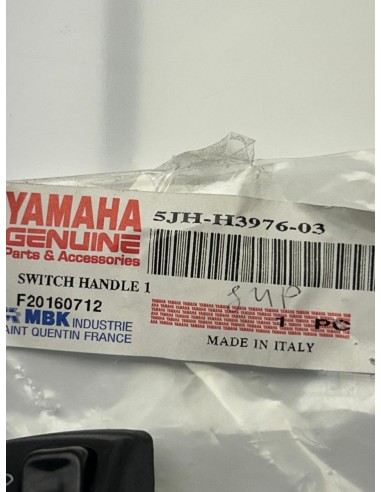 YAMAHA
GENUINE
Parts & Accessories
5JH-H3976-03
SWITCH HANDLE 1
F20160712
MBK INDUSTRIE
SAINT QUENTIN FRANCE
sup
1 PC
MADE IN ITALY